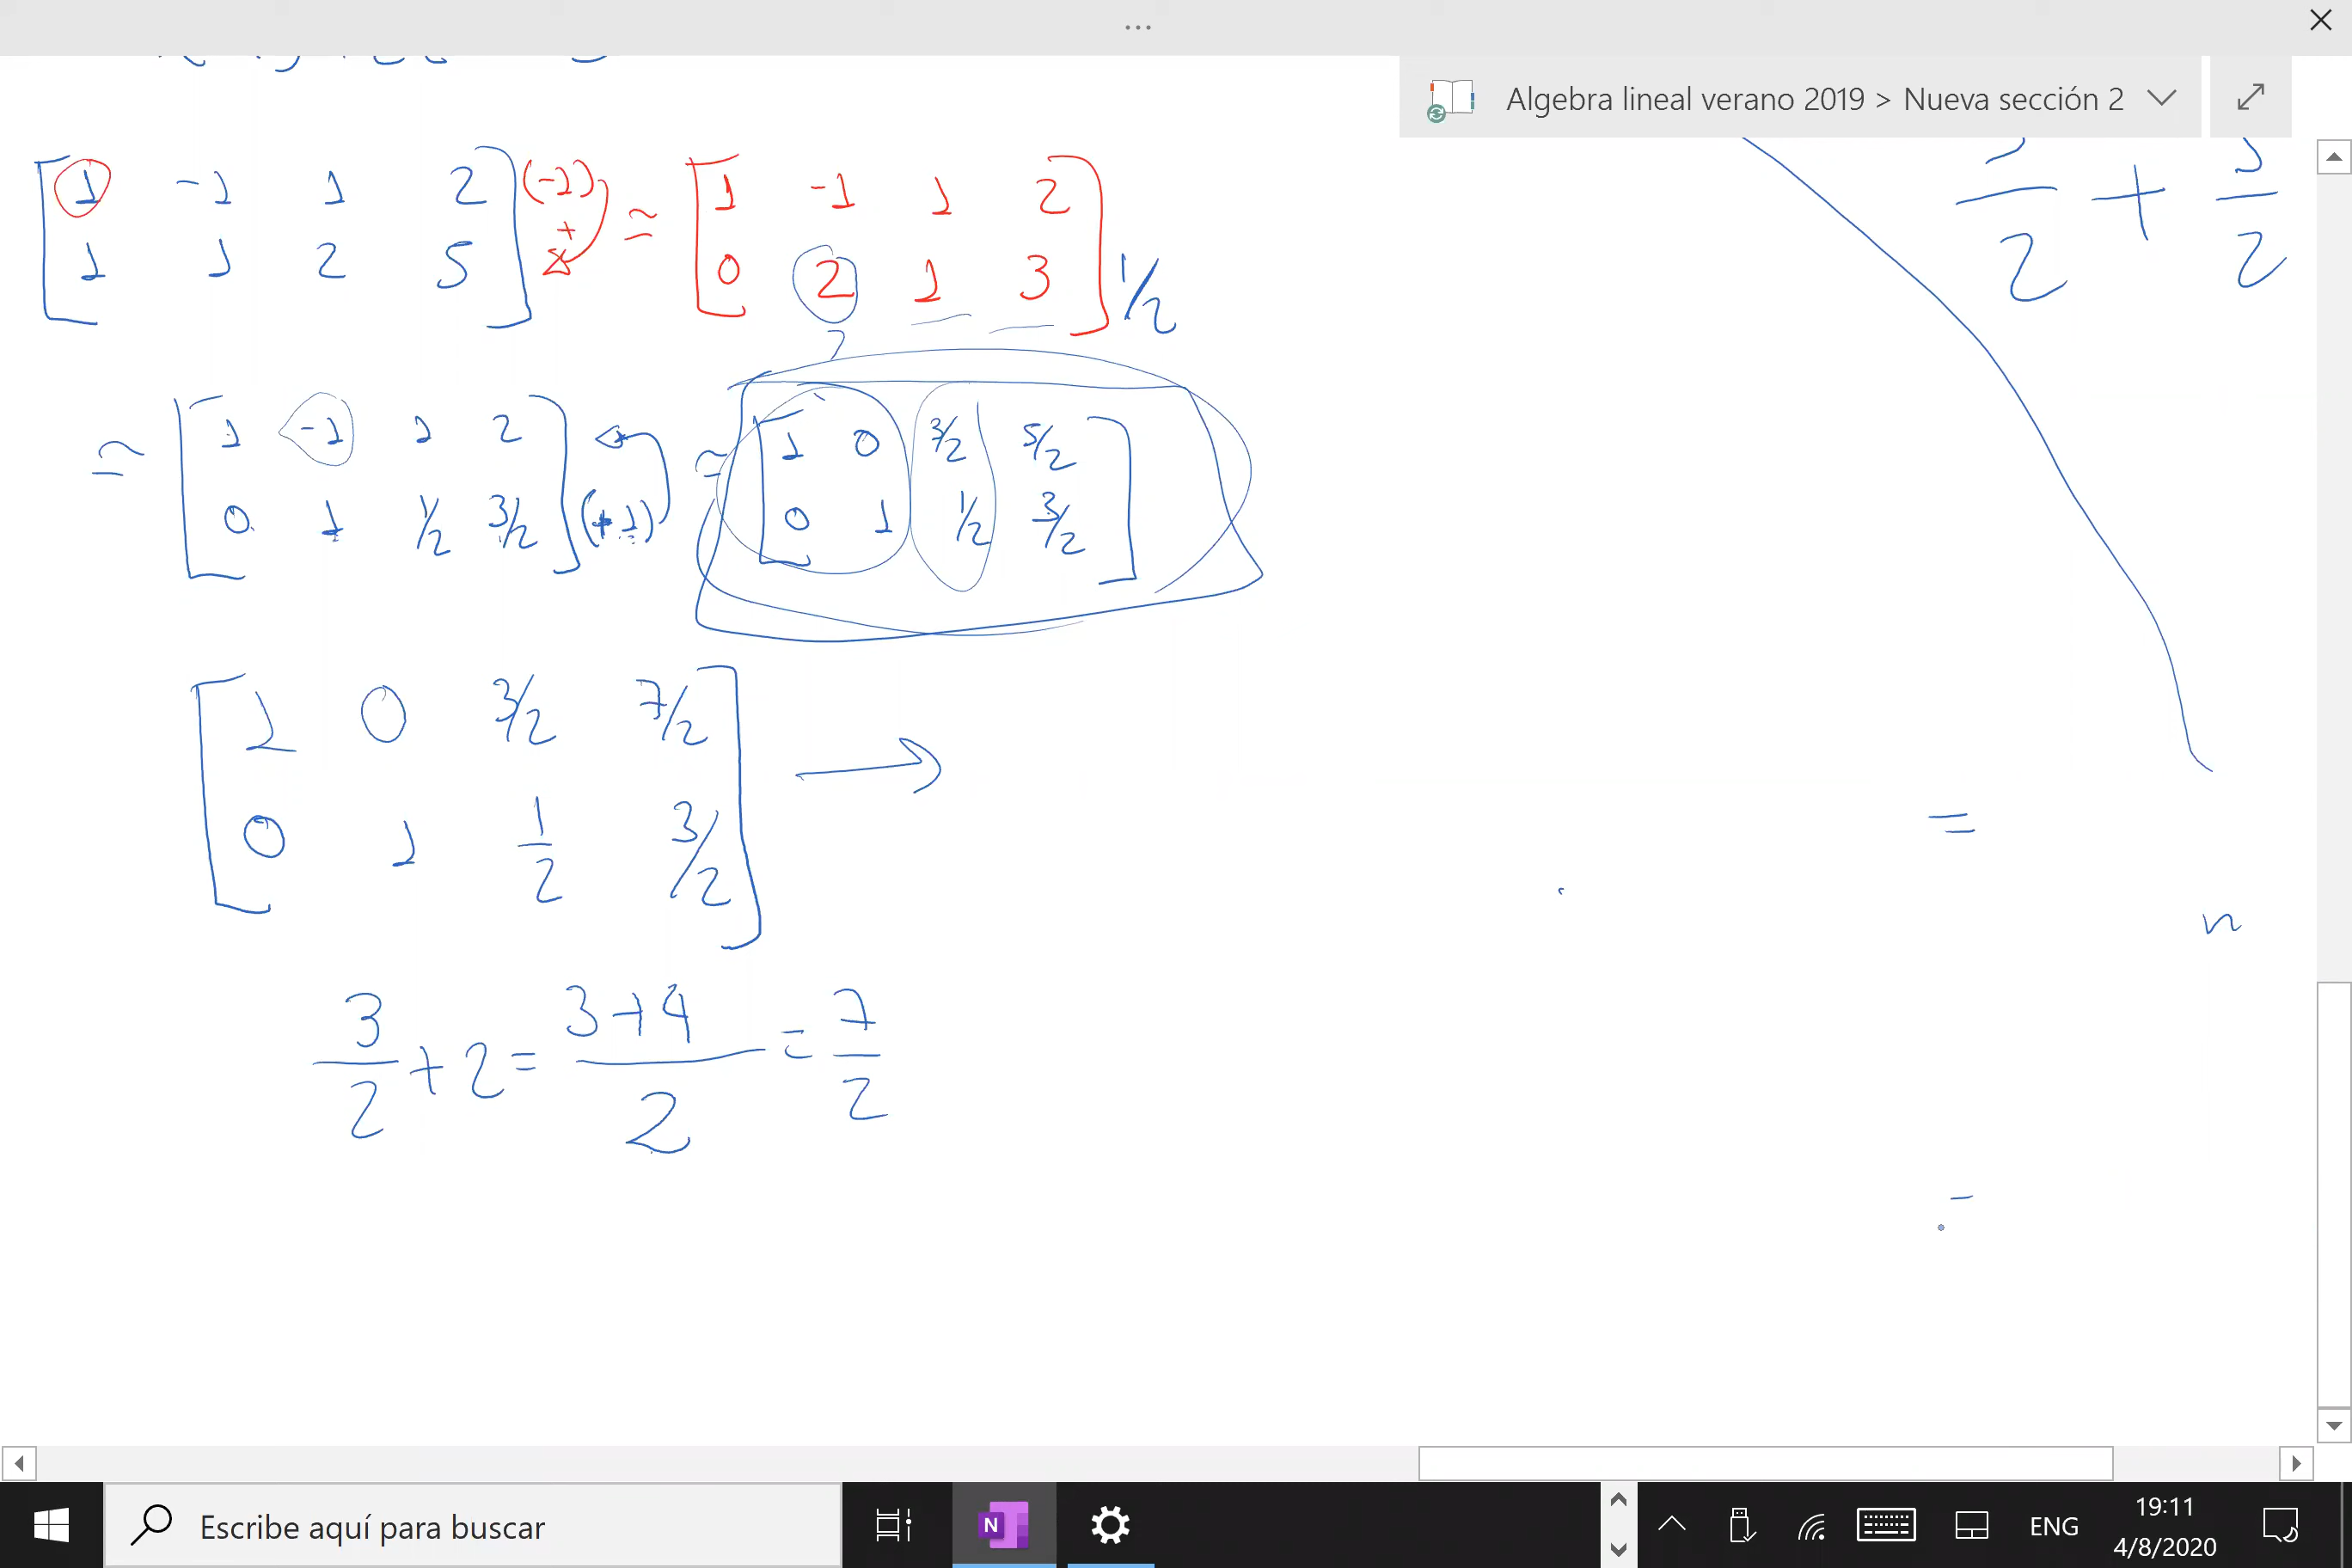 Algebra lineal verano 2019 > Nueva sección 2
1 -1 1 2 (-1)
1 1 2 5
+
≃
1 -1 1 2
0 2 1 3
1/2
2 + 2
≃
1 -1 1 2
0 1 1/2 3/2 (+1)
≃
1 0 3/2 5/2
0 1 1/2 3/2
1 0 3/2 7/2
0 1 1/2 3/2
→
=
n
3/2 + 2 = (3+4)/2 = 7/2
Escribe aquí para buscar
N
ENG
19:11
4/8/2020